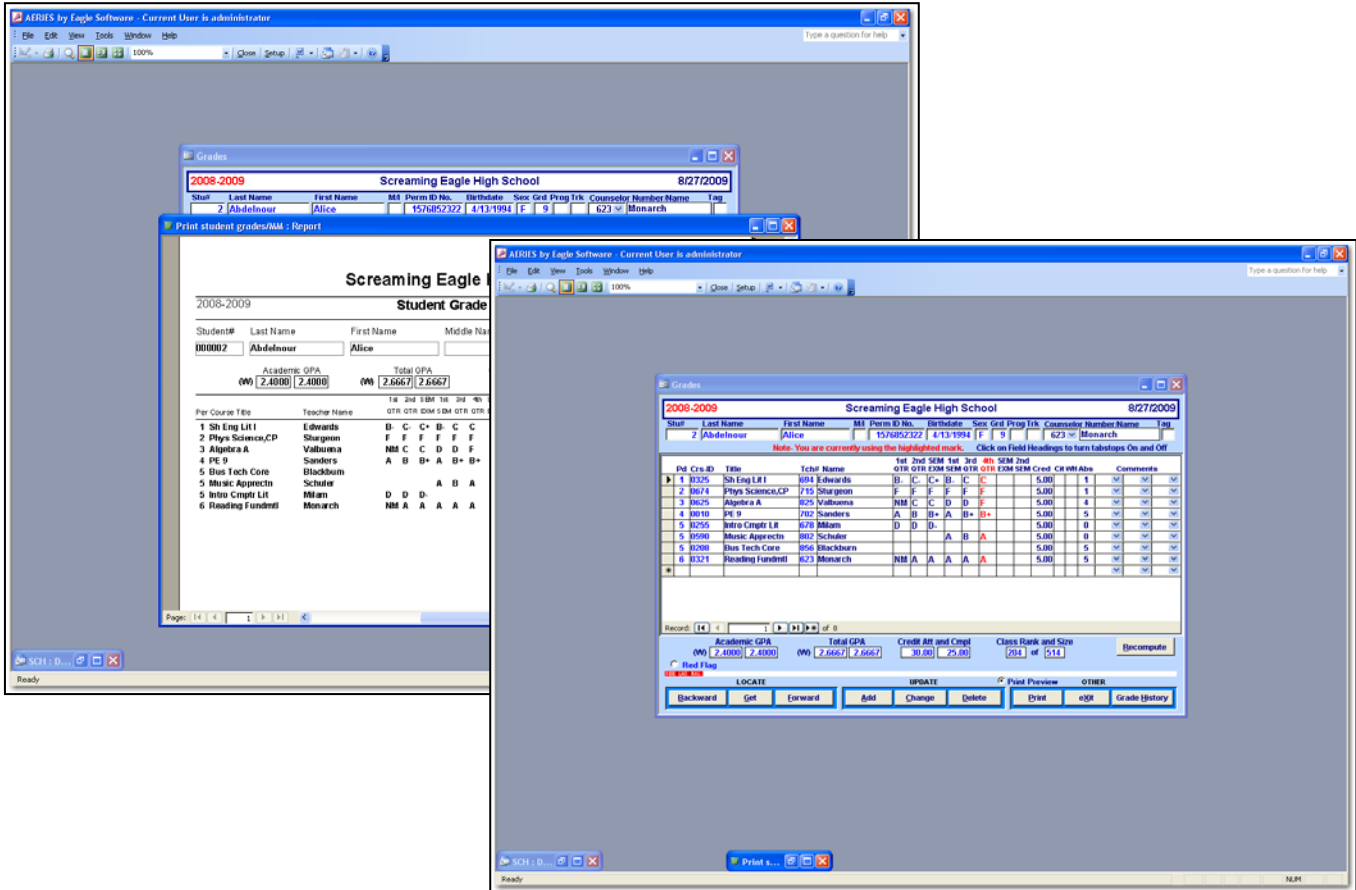 AERIES by Eagle Software - Current User is administrator
File Edit View Tools Window Help
Type a question for help
100% Close Setup
Grades
2008-2009 Screaming Eagle High School 8/27/2009
Stu# Last Name First Name M/I Perm ID No. Birthdate Sex Grd Prog Trk Counselor Number/Name Tag
2 Abdelnour Alice 1576052322 4/13/1994 F 9 623 Monarch
Print student grades/MM : Report
Screaming Eagle
2008-2009 Student Grade
Student# Last Name First Name Middle Na
000002 Abdelnour Alice
Academic GPA Total GPA
(W) 2.4000 2.4000 (W) 2.6667 2.6667
1st 2nd SEM 1st 3rd 4th
Per Course Title Teacher Name QTR QTR EXM SEM QTR QTR
1 Sh Eng Lit I Edwards B- C- C+ B- C C
2 Phys Science,CP Sturgeon F F F F F F
3 Algebra A Valbuena NM C C D D F
4 PE 9 Sanders A B B+ A B+ B+
5 Bus Tech Core Blackburn
5 Music Apprectn Schuler A B A
5 Intro Cmptr Lit Milam D D D-
6 Reading Fundmtl Monarch NM A A A A A
Page: 1
SCH : D...
Ready
AERIES by Eagle Software - Current User is administrator
File Edit View Tools Window Help
Type a question for help
100% Close Setup
Grades
2008-2009 Screaming Eagle High School 8/27/2009
Stu# Last Name First Name M/I Perm ID No. Birthdate Sex Grd Prog Trk Counselor Number/Name Tag
2 Abdelnour Alice 1576052322 4/13/1994 F 9 623 Monarch
Note- You are currently using the highlighted mark. Click on Field Headings to turn tabstops On and Off
1st 2nd SEM 1st 3rd 4th SEM 2nd
Pd Crs-ID Title Tch# Name QTR QTR EXM SEM QTR QTR EXM SEM Cred Cit WH Abs Comments
1 0325 Sh Eng Lit I 694 Edwards B- C- C+ B- C C 5.00 1
2 0674 Phys Science,CP 715 Sturgeon F F F F F F 5.00 1
3 0625 Algebra A 825 Valbuena NM C C D D F 5.00 4
4 0010 PE 9 702 Sanders A B B+ A B+ B+ 5.00 5
5 0255 Intro Cmptr Lit 678 Milam D D D- 5.00 0
5 0590 Music Apprectn 802 Schuler A B A 5.00 0
5 0208 Bus Tech Core 856 Blackburn 5.00 5
6 0321 Reading Fundmtl 623 Monarch NM A A A A A 5.00 5
Record: 1 of 8
Academic GPA Total GPA Credit Att and Cmpl Class Rank and Size
(W) 2.4000 2.4000 (W) 2.6667 2.6667 30.00 25.00 204 of 514 Recompute
Red Flag
LOCATE UPDATE Print Preview OTHER
Backward Get Forward Add Change Delete Print eXit Grade History
SCH : D... Print s...
Ready NUM